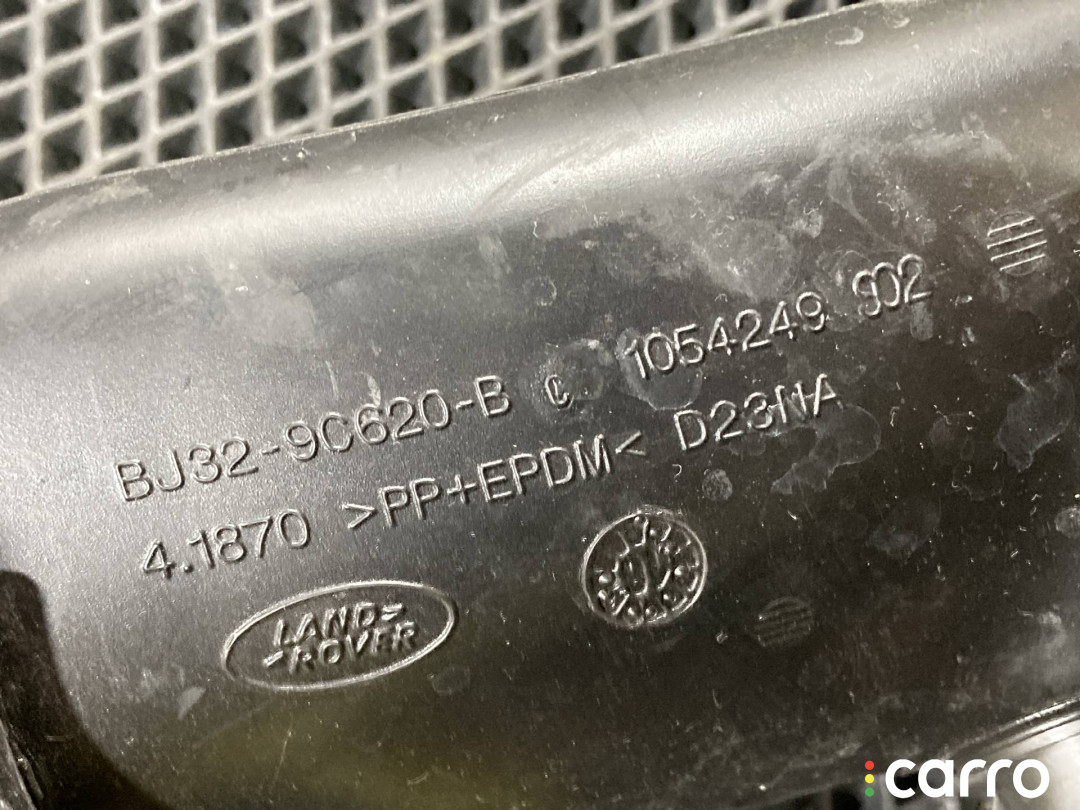 BJ32-9C620-B C 1054249 902
4.1870 >PP+EPDM< D23NA
LAND
ROVER
carro